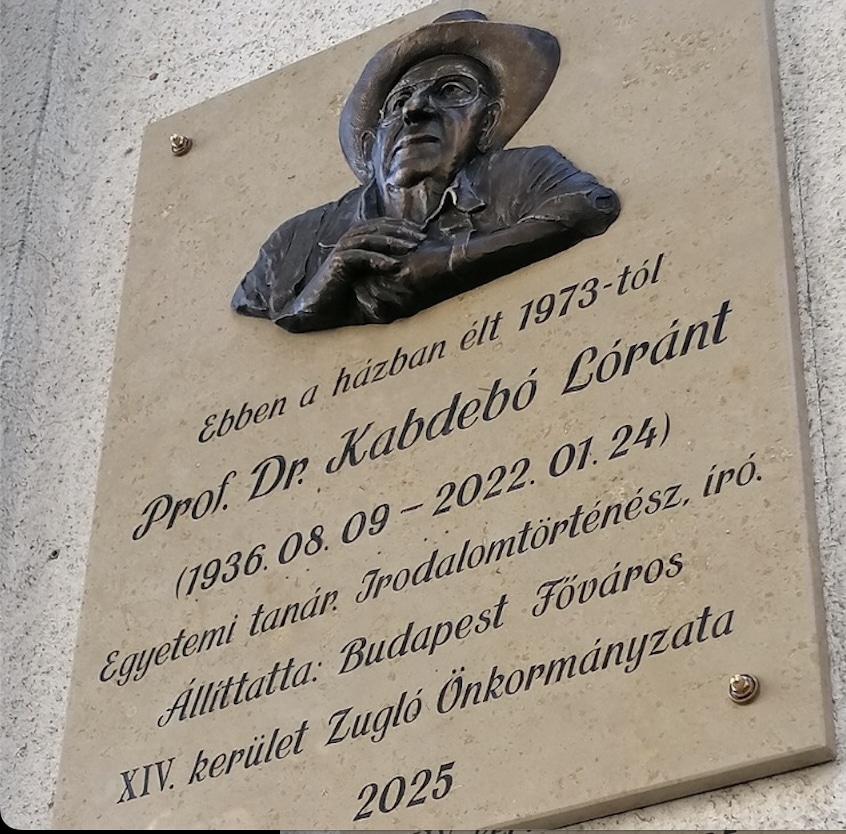 Ebben a házban élt 1973-tól
Prof. Dr. Kabdebó Lóránt
(1936. 08. 09 – 2022. 01. 24)
Egyetemi tanár. Irodalomtörténész, író.
Állíttatta: Budapest Főváros
XIV. kerület Zugló Önkormányzata
2025